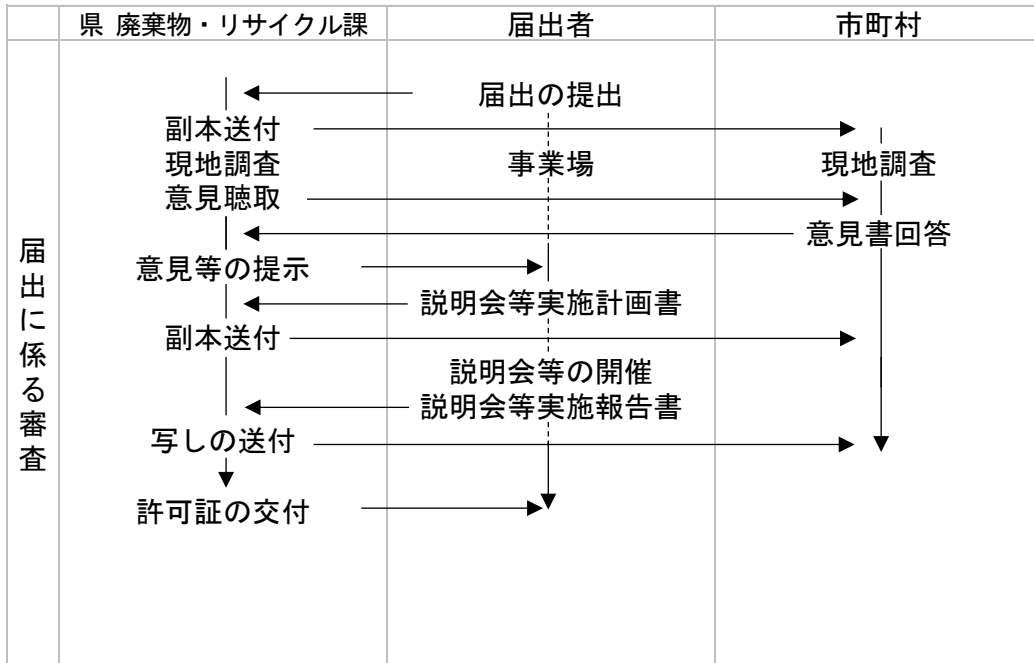 県 廃棄物・リサイクル課 届出者 市町村
届出に係る審査
届出の提出
副本送付
現地調査 事業場 現地調査
意見聴取
意見書回答
意見等の提示
説明会等実施計画書
副本送付
説明会等の開催
説明会等実施報告書
写しの送付
許可証の交付